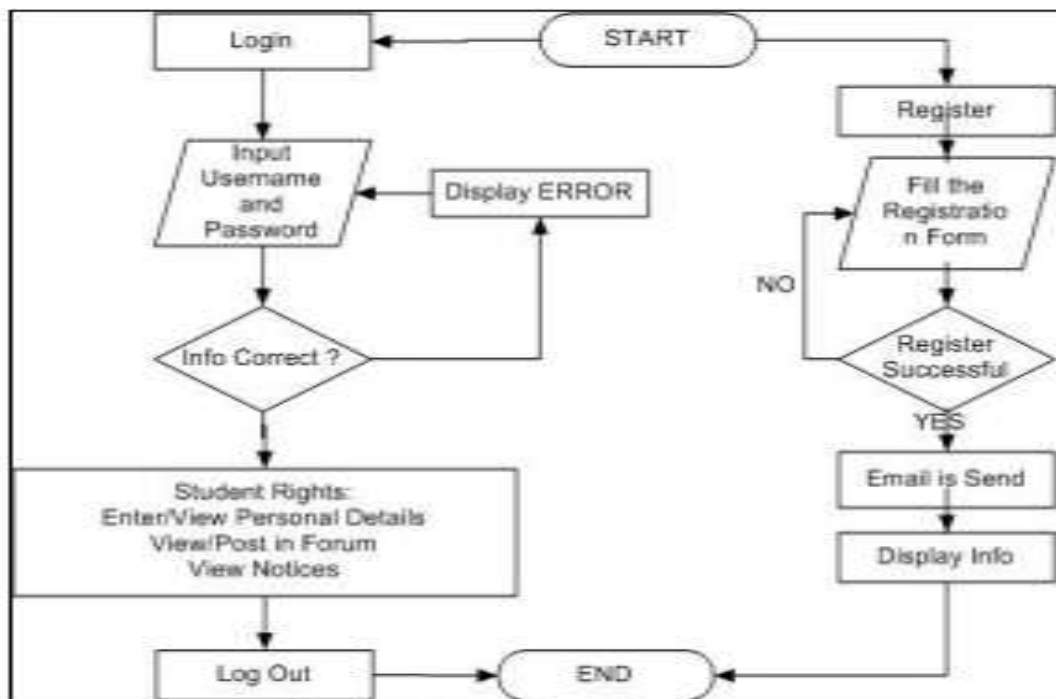 START
Login
Register
Input
Username
and
Password
Display ERROR
Fill the
Registratio
n Form
NO
Info Correct ?
Register
Successful
YES
Student Rights:
Enter/View Personal Details
View/Post in Forum
View Notices
Email is Send
Display Info
Log Out
END